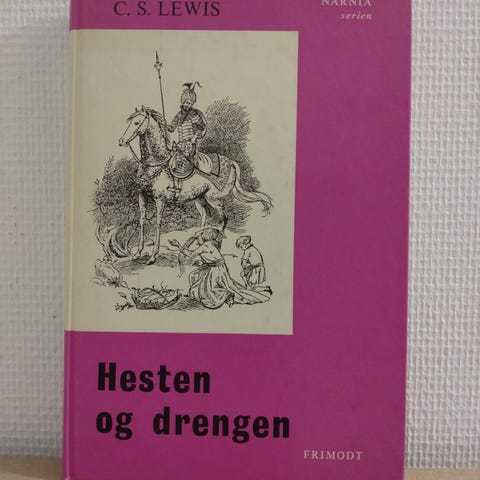 C. S. LEWIS
NARNIA
serien
Hesten
og drengen
FRIMODT